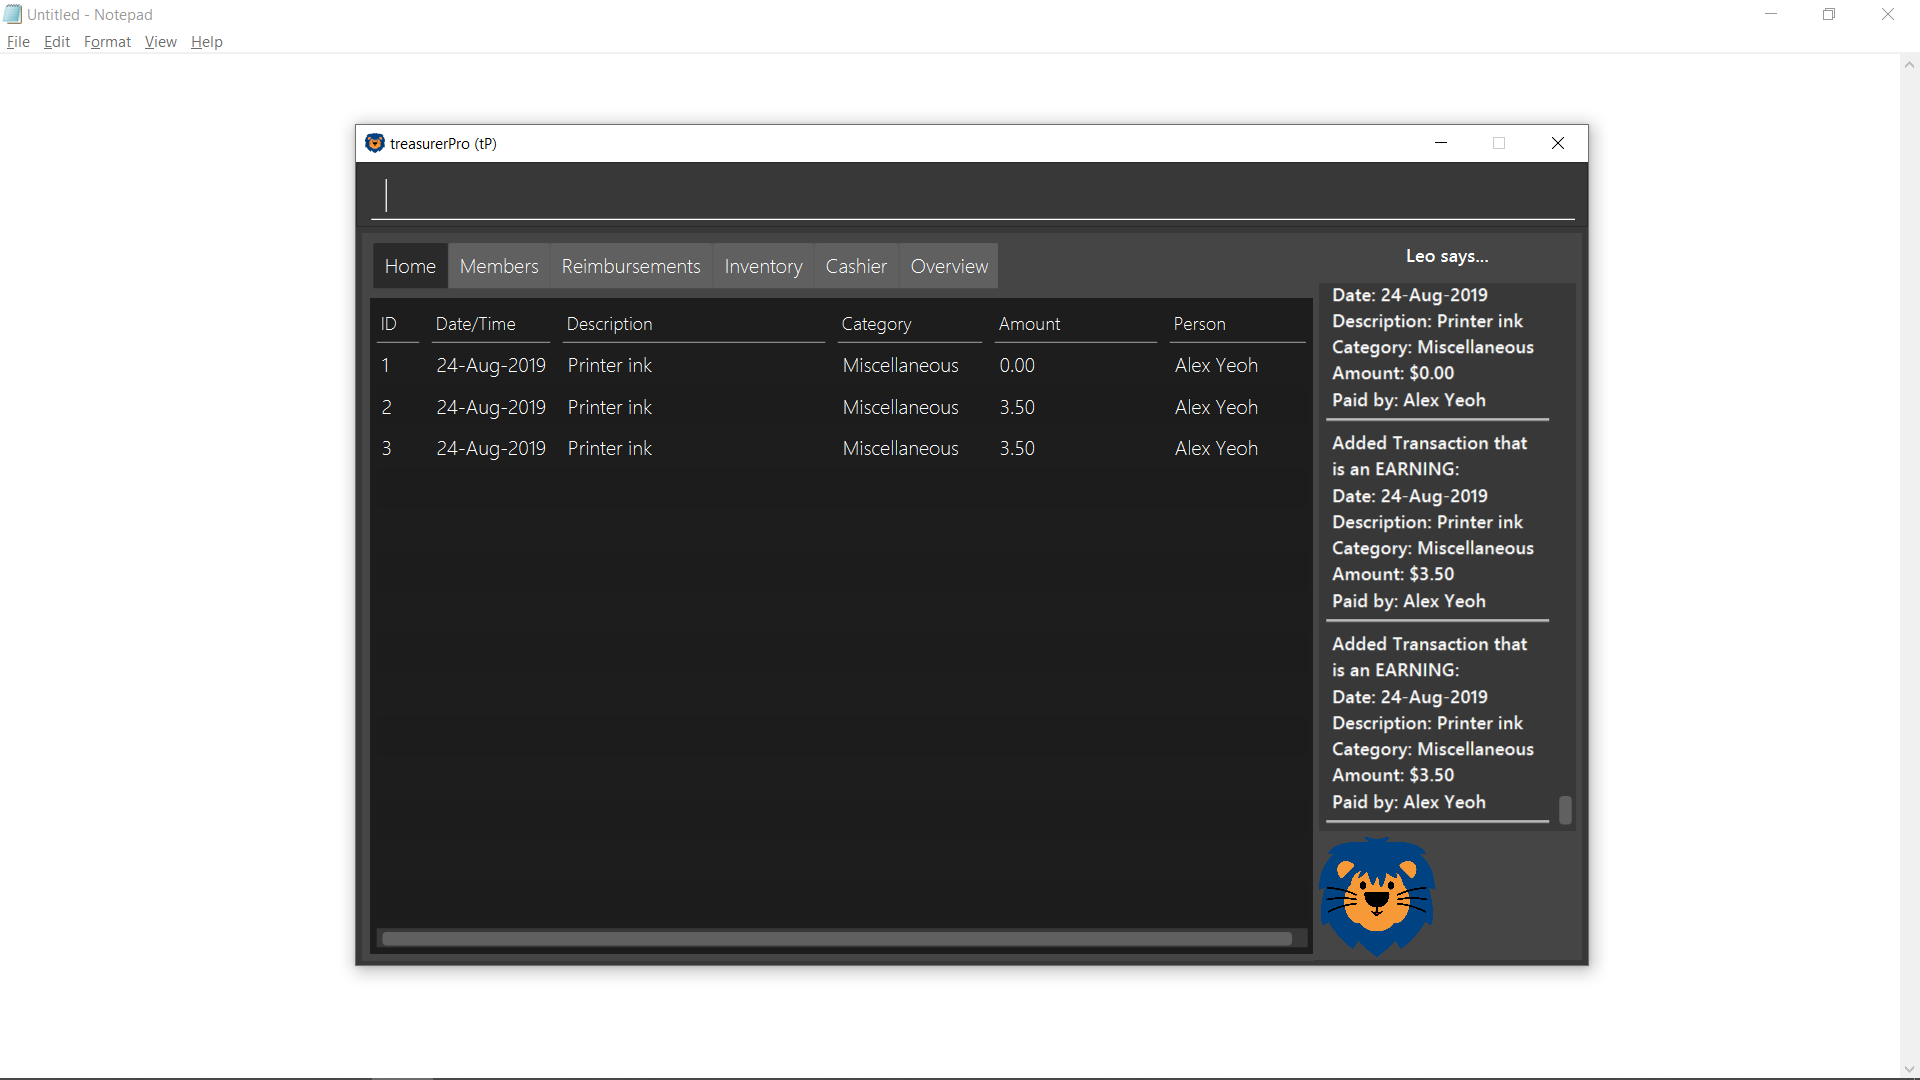 Untitled - Notepad
File Edit Format View Help
treasurerPro (tP)
Home Members Reimbursements Inventory Cashier Overview
ID Date/Time Description Category Amount Person
1 24-Aug-2019 Printer ink Miscellaneous 0.00 Alex Yeoh
2 24-Aug-2019 Printer ink Miscellaneous 3.50 Alex Yeoh
3 24-Aug-2019 Printer ink Miscellaneous 3.50 Alex Yeoh
Leo says...
Date: 24-Aug-2019
Description: Printer ink
Category: Miscellaneous
Amount: $0.00
Paid by: Alex Yeoh
Added Transaction that
is an EARNING:
Date: 24-Aug-2019
Description: Printer ink
Category: Miscellaneous
Amount: $3.50
Paid by: Alex Yeoh
Added Transaction that
is an EARNING:
Date: 24-Aug-2019
Description: Printer ink
Category: Miscellaneous
Amount: $3.50
Paid by: Alex Yeoh